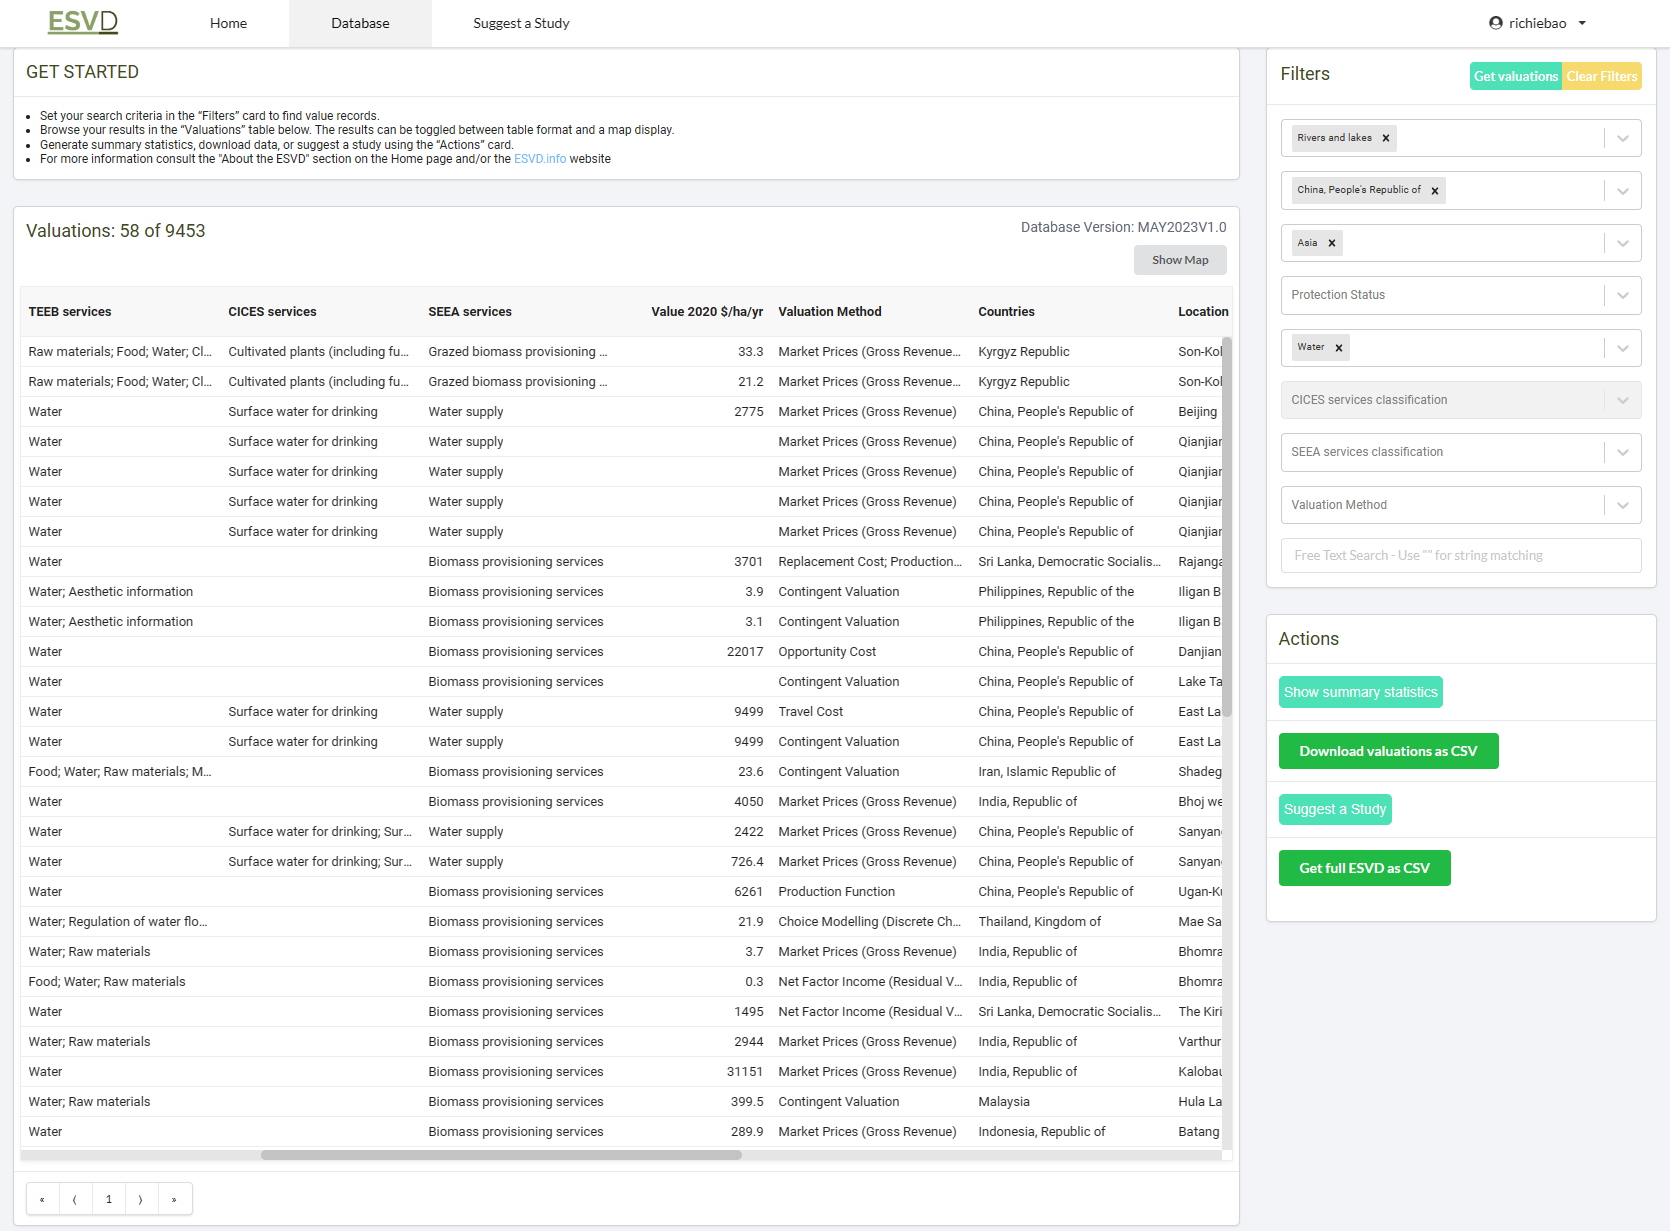 ESVD
Home
Database
Suggest a Study
richiebao
GET STARTED
Set your search criteria in the “Filters” card to find value records.
Browse your results in the “Valuations” table below. The results can be toggled between table format and a map display.
Generate summary statistics, download data, or suggest a study using the “Actions” card.
For more information consult the "About the ESVD" section on the Home page and/or the ESVD.info website
Valuations: 58 of 9453
Database Version: MAY2023V1.0
Show Map
TEEB services CICES services SEEA services Value 2020 $/ha/yr Valuation Method Countries Location
Raw materials; Food; Water; Cl... Cultivated plants (including fu... Grazed biomass provisioning ... 33.3 Market Prices (Gross Revenue... Kyrgyz Republic Son-Kol
Raw materials; Food; Water; Cl... Cultivated plants (including fu... Grazed biomass provisioning ... 21.2 Market Prices (Gross Revenue... Kyrgyz Republic Son-Kol
Water Surface water for drinking Water supply 2775 Market Prices (Gross Revenue) China, People's Republic of Beijing
Water Surface water for drinking Water supply Market Prices (Gross Revenue) China, People's Republic of Qianjiar
Water Surface water for drinking Water supply Market Prices (Gross Revenue) China, People's Republic of Qianjiar
Water Surface water for drinking Water supply Market Prices (Gross Revenue) China, People's Republic of Qianjiar
Water Surface water for drinking Water supply Market Prices (Gross Revenue) China, People's Republic of Qianjiar
Water Biomass provisioning services 3701 Replacement Cost; Production... Sri Lanka, Democratic Socialis... Rajanga
Water; Aesthetic information Biomass provisioning services 3.9 Contingent Valuation Philippines, Republic of the Iligan B
Water; Aesthetic information Biomass provisioning services 3.1 Contingent Valuation Philippines, Republic of the Iligan B
Water Biomass provisioning services 22017 Opportunity Cost China, People's Republic of Danjian
Water Biomass provisioning services Contingent Valuation China, People's Republic of Lake Ta
Water Surface water for drinking Water supply 9499 Travel Cost China, People's Republic of East La
Water Surface water for drinking Water supply 9499 Contingent Valuation China, People's Republic of East La
Food; Water; Raw materials; M... Biomass provisioning services 23.6 Contingent Valuation Iran, Islamic Republic of Shadeg
Water Biomass provisioning services 4050 Market Prices (Gross Revenue) India, Republic of Bhoj we
Water Surface water for drinking; Sur... Water supply 2422 Market Prices (Gross Revenue) China, People's Republic of Sanyang
Water Surface water for drinking; Sur... Water supply 726.4 Market Prices (Gross Revenue) China, People's Republic of Sanyang
Water Biomass provisioning services 6261 Production Function China, People's Republic of Ugan-Ku
Water; Regulation of water flo... Biomass provisioning services 21.9 Choice Modelling (Discrete Ch... Thailand, Kingdom of Mae Sa
Water; Raw materials Biomass provisioning services 3.7 Market Prices (Gross Revenue) India, Republic of Bhomra
Food; Water; Raw materials Biomass provisioning services 0.3 Net Factor Income (Residual V... India, Republic of Bhomra
Water Biomass provisioning services 1495 Net Factor Income (Residual V... Sri Lanka, Democratic Socialis... The Kiri
Water; Raw materials Biomass provisioning services 2944 Market Prices (Gross Revenue) India, Republic of Varthur
Water Biomass provisioning services 31151 Market Prices (Gross Revenue) India, Republic of Kalobau
Water; Raw materials Biomass provisioning services 399.5 Contingent Valuation Malaysia Hula La
Water Biomass provisioning services 289.9 Market Prices (Gross Revenue) Indonesia, Republic of Batang
« ⟨ 1 ⟩ »
Filters
Get valuations
Clear Filters
Rivers and lakes ×
China, People's Republic of ×
Asia ×
Protection Status
Water ×
CICES services classification
SEEA services classification
Valuation Method
Free Text Search - Use "" for string matching
Actions
Show summary statistics
Download valuations as CSV
Suggest a Study
Get full ESVD as CSV